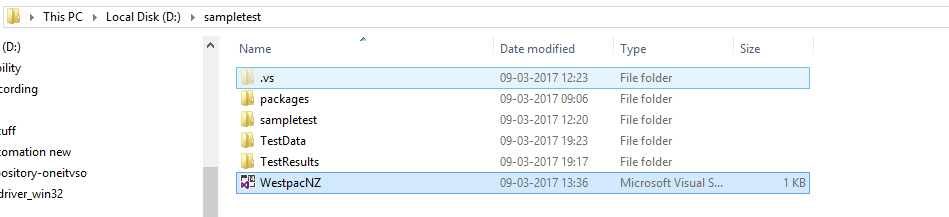 This PC > Local Disk (D:) > sampletest
Name Date modified Type Size
(D:)
bility
cording
tuff
tomation new
pository-oneitvso
driver_win32
.vs 09-03-2017 12:23 File folder
packages 09-03-2017 09:06 File folder
sampletest 09-03-2017 12:20 File folder
TestData 09-03-2017 19:23 File folder
TestResults 09-03-2017 19:17 File folder
WestpacNZ 09-03-2017 13:36 Microsoft Visual S... 1 KB